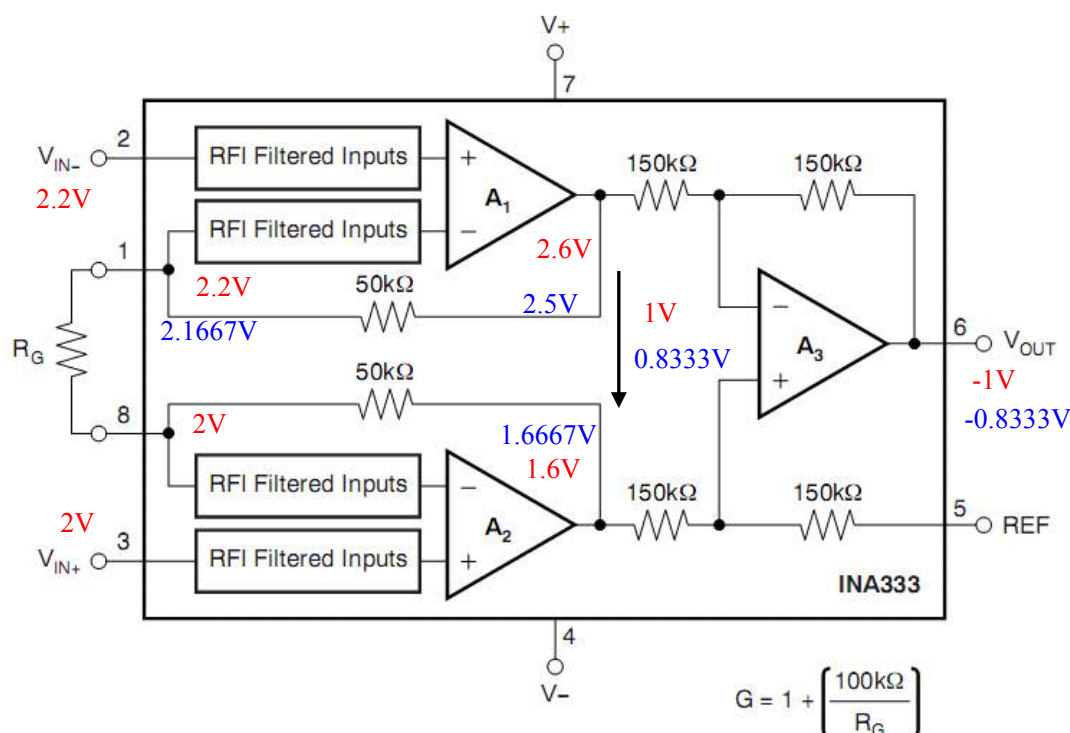 V+
7
2
V_IN-
2.2V
RFI Filtered Inputs
+
A₁
RFI Filtered Inputs
−
150kΩ
150kΩ
1
2.2V
2.1667V
50kΩ
2.6V
2.5V
1V
0.8333V
−
A₃
+
6
V_OUT
-1V
-0.8333V
R_G
50kΩ
8
2V
1.6667V
1.6V
RFI Filtered Inputs
−
A₂
RFI Filtered Inputs
+
150kΩ
150kΩ
5
REF
2V
3
V_IN+
INA333
4
V−
G = 1 + (100kΩ / R_G)